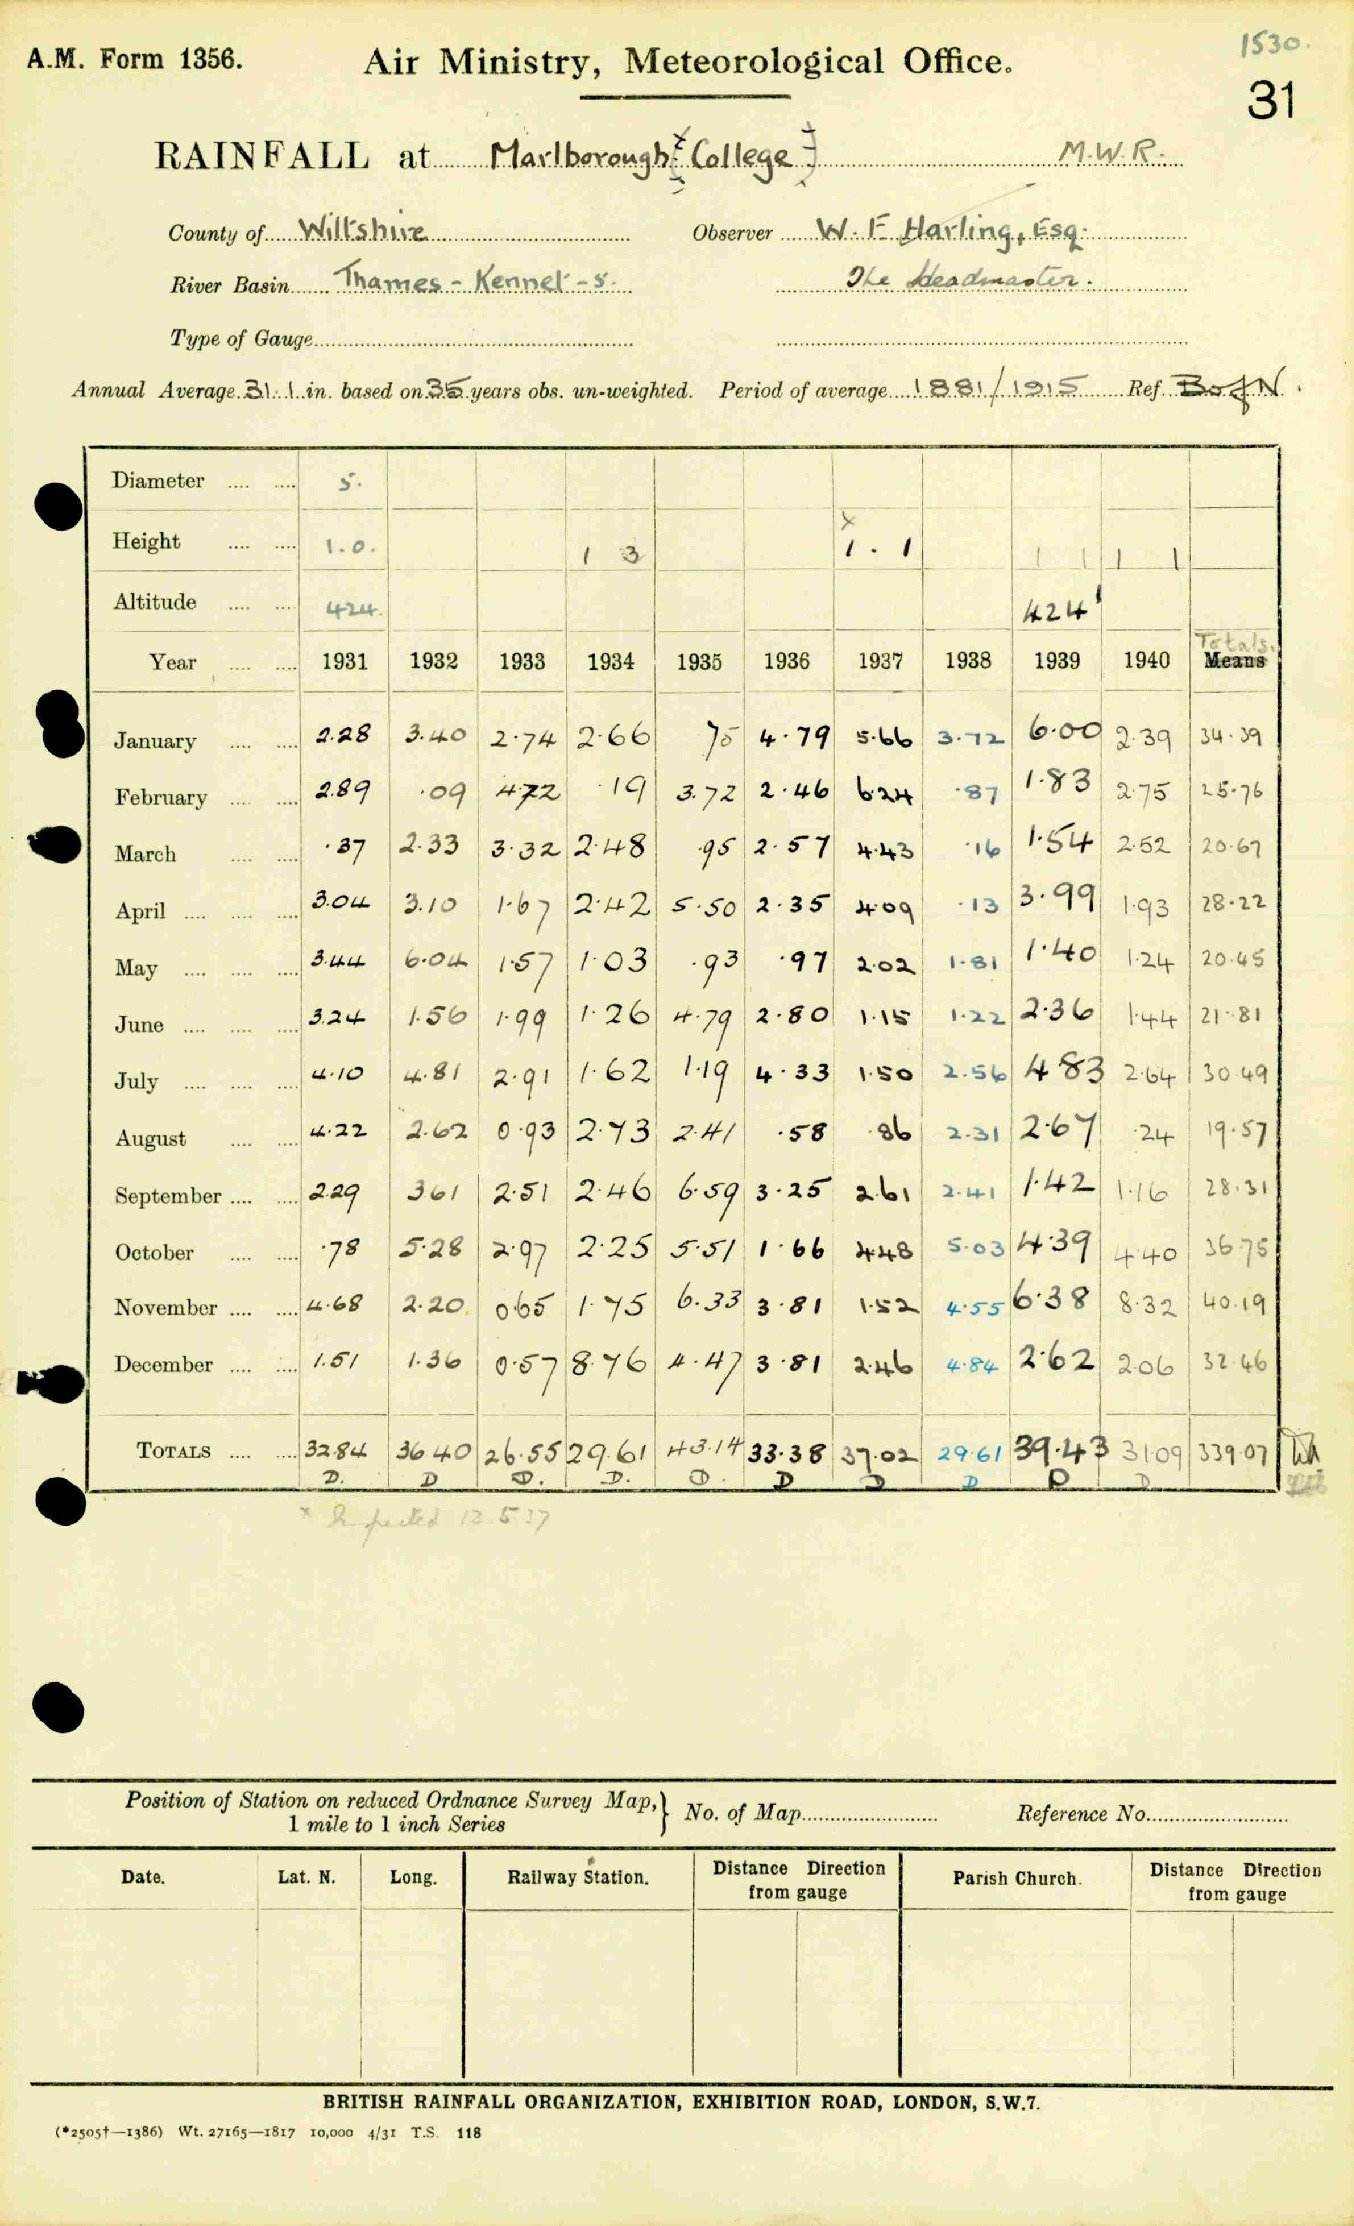 1530.
A.M. Form 1356. Air Ministry, Meteorological Office.
31
RAINFALL at Marlborough [College] M.W.R.
County of Wiltshire Observer W. F. Harling, Esq.
River Basin Thames - Kennet - 5. The Headmaster.
Type of Gauge
Annual Average 31.1 in. based on 35 years obs. un-weighted. Period of average 1881/1915 Ref. B of N.
Diameter 5.
Height 1.0. 1 3 x 1.1 1 1 1 1
Altitude 424. 424'
Totals.
Year 1931 1932 1933 1934 1935 1936 1937 1938 1939 1940 Means
January 2.28 3.40 2.74 2.66 75 4.79 5.66 3.72 6.00 2.39 34.39
February 2.89 .09 4.72 .19 3.72 2.46 6.24 .87 1.83 2.75 25.76
March .37 2.33 3.32 2.48 .95 2.57 4.43 .16 1.54 2.52 20.67
April 3.04 3.10 1.67 2.42 5.50 2.35 4.09 .13 3.99 1.93 28.22
May 3.44 6.04 1.57 1.03 .93 .97 2.02 1.81 1.40 1.24 20.45
June 3.24 1.56 1.99 1.26 4.79 2.80 1.15 1.22 2.36 1.44 21.81
July 4.10 4.81 2.91 1.62 1.19 4.33 1.50 2.56 4.83 2.64 30.49
August 4.22 2.62 0.93 2.73 2.41 .58 .86 2.31 2.67 .24 19.57
September 2.29 3.61 2.51 2.46 6.59 3.25 2.61 2.41 1.42 1.16 28.31
October .78 5.28 2.97 2.25 5.51 1.66 4.48 5.03 4.39 4.40 36.75
November 4.68 2.20 0.65 1.75 6.33 3.81 1.52 4.55 6.38 8.32 40.19
December 1.51 1.36 0.57 8.76 4.47 3.81 2.46 4.84 2.62 2.06 32.46
TOTALS 32.84 36.40 26.55 29.61 43.14 33.38 37.02 29.61 39.43 31.09 339.07
D. D D. D. D. D D D D D
x Inspected 12.5.37
Position of Station on reduced Ordnance Survey Map, } No. of Map Reference No.
1 mile to 1 inch Series
Date. Lat. N. Long. Railway Station. Distance Direction from gauge Parish Church. Distance Direction from gauge
BRITISH RAINFALL ORGANIZATION, EXHIBITION ROAD, LONDON, S.W.7.
(*2505†—1386) Wt. 27165—1817 10,000 4/31 T.S. 118